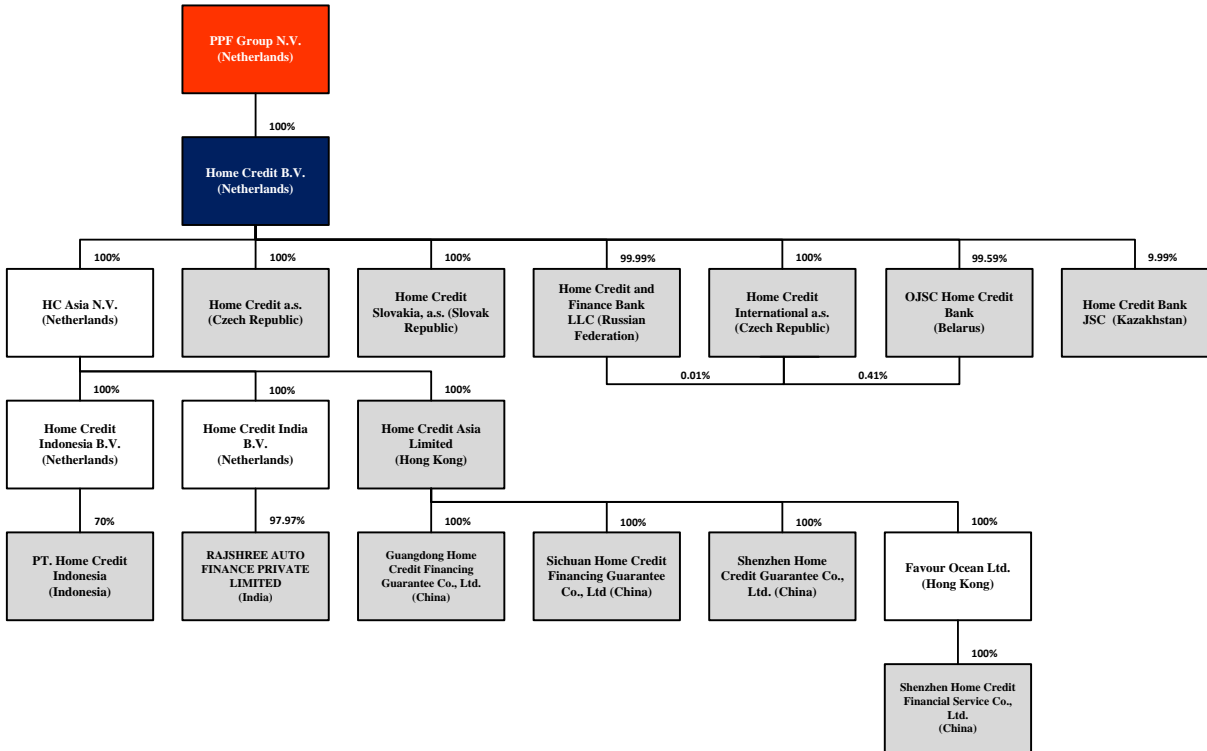 PPF Group N.V.
(Netherlands)
100%
Home Credit B.V.
(Netherlands)
100%
100%
100%
99.99%
100%
99.59%
9.99%
HC Asia N.V.
(Netherlands)
Home Credit a.s.
(Czech Republic)
Home Credit
Slovakia, a.s. (Slovak
Republic)
Home Credit and
Finance Bank
LLC (Russian
Federation)
Home Credit
International a.s.
(Czech Republic)
OJSC Home Credit
Bank
(Belarus)
Home Credit Bank
JSC (Kazakhstan)
0.01%
0.41%
100%
100%
100%
Home Credit
Indonesia B.V.
(Netherlands)
Home Credit India
B.V.
(Netherlands)
Home Credit Asia
Limited
(Hong Kong)
70%
97.97%
100%
100%
100%
100%
PT. Home Credit
Indonesia
(Indonesia)
RAJSHREE AUTO
FINANCE PRIVATE
LIMITED
(India)
Guangdong Home
Credit Financing
Guarantee Co., Ltd.
(China)
Sichuan Home Credit
Financing Guarantee
Co., Ltd (China)
Shenzhen Home
Credit Guarantee Co.,
Ltd. (China)
Favour Ocean Ltd.
(Hong Kong)
100%
Shenzhen Home Credit
Financial Service Co.,
Ltd.
(China)